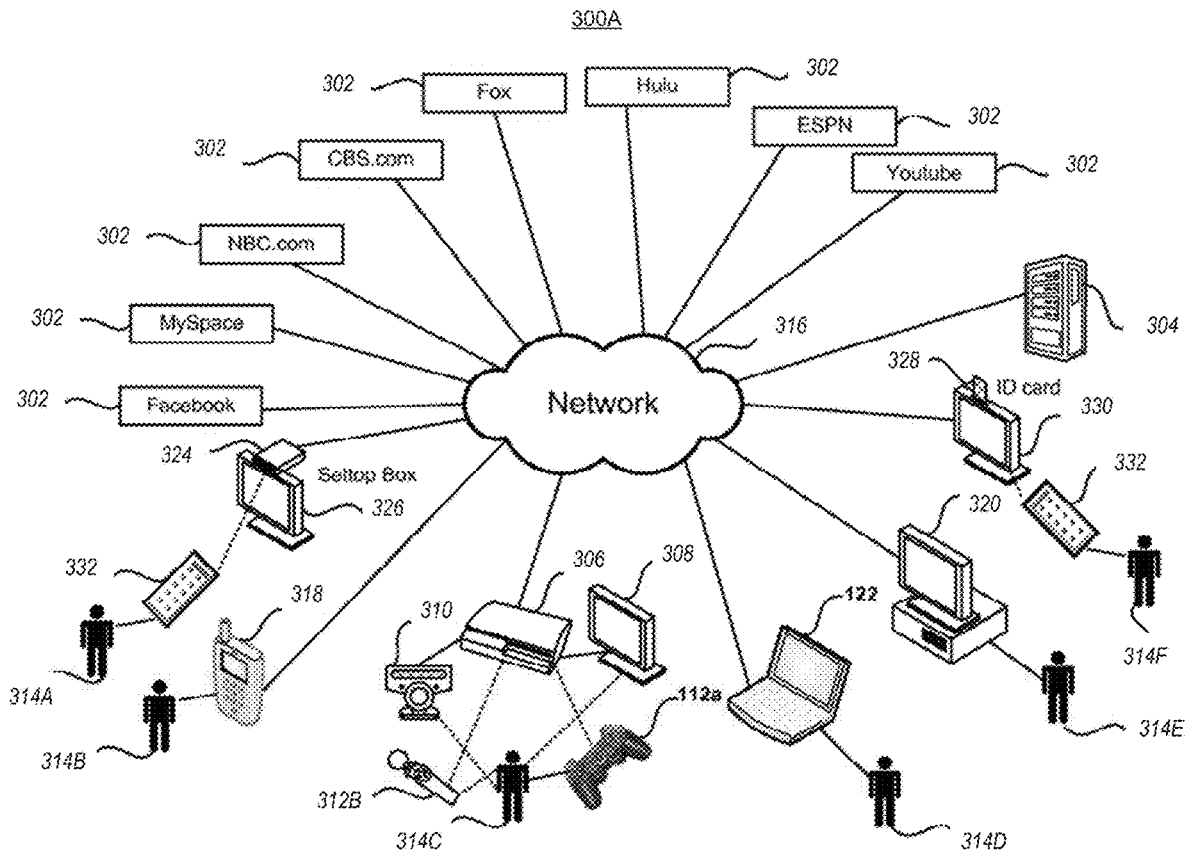 300A
302
Fox
Hulu
302
302
CBS.com
ESPN
302
302
NBC.com
Youtube
302
302
MySpace
316
304
302
Facebook
Network
328
ID card
330
324
Settop Box
326
332
320
332
306
308
318
310
122
314A
314F
112a
314B
312B
314C
314D
314E